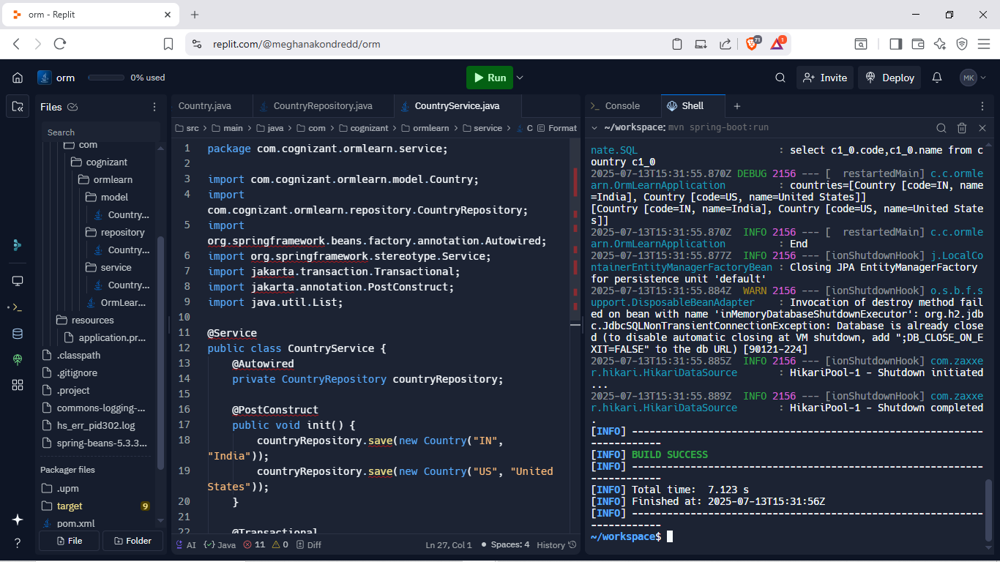 orm - Replit
replit.com/@meghanakondredd/orm
71
1
orm
0% used
Run
Invite
Deploy
MK
Files
Search
com
cognizant
ormlearn
model
Country...
repository
Country...
service
Country...
OrmLear...
resources
application.pr...
.classpath
.gitignore
.project
commons-logging-...
hs_err_pid302.log
spring-beans-5.3.3...
Packager files
.upm
target
9
pom.xml
File
Folder
Country.java
CountryRepository.java
CountryService.java
src > main > java > com > cognizant > ormlearn > service > C
Format
1 package com.cognizant.ormlearn.service;
2
3 import com.cognizant.ormlearn.model.Country;
4 import
com.cognizant.ormlearn.repository.CountryRepository;
5 import
org.springframework.beans.factory.annotation.Autowired;
6 import org.springframework.stereotype.Service;
7 import jakarta.transaction.Transactional;
8 import jakarta.annotation.PostConstruct;
9 import java.util.List;
10
11 @Service
12 public class CountryService {
13 @Autowired
14 private CountryRepository countryRepository;
15
16 @PostConstruct
17 public void init() {
18 countryRepository.save(new Country("IN",
"India"));
19 countryRepository.save(new Country("US", "United
States"));
20 }
21
22 @Transactional
AI
Java
11
0
Diff
Ln 27, Col 1
Spaces: 4
History
Console
Shell
~/workspace: mvn spring-boot:run
nate.SQL : select c1_0.code,c1_0.name from c
ountry c1_0
2025-07-13T15:31:55.870Z DEBUG 2156 --- [ restartedMain] c.c.ormle
arn.OrmLearnApplication : countries=[Country [code=IN, name
=India], Country [code=US, name=United States]]
[Country [code=IN, name=India], Country [code=US, name=United State
s]]
2025-07-13T15:31:55.870Z INFO 2156 --- [ restartedMain] c.c.ormle
arn.OrmLearnApplication : End
2025-07-13T15:31:55.877Z INFO 2156 --- [ionShutdownHook] j.LocalCo
ntainerEntityManagerFactoryBean : Closing JPA EntityManagerFactory
for persistence unit 'default'
2025-07-13T15:31:55.884Z WARN 2156 --- [ionShutdownHook] o.s.b.f.s
upport.DisposableBeanAdapter : Invocation of destroy method fail
ed on bean with name 'inMemoryDatabaseShutdownExecutor': org.h2.jdb
c.JdbcSQLNonTransientConnectionException: Database is already close
d (to disable automatic closing at VM shutdown, add ";DB_CLOSE_ON_E
XIT=FALSE" to the db URL) [90121-224]
2025-07-13T15:31:55.885Z INFO 2156 --- [ionShutdownHook] com.zaxxe
r.hikari.HikariDataSource : HikariPool-1 - Shutdown initiated
...
2025-07-13T15:31:55.889Z INFO 2156 --- [ionShutdownHook] com.zaxxe
r.hikari.HikariDataSource : HikariPool-1 - Shutdown completed
.
[INFO] -----------------------------------------------------------
------------
[INFO] BUILD SUCCESS
[INFO] -----------------------------------------------------------
------------
[INFO] Total time: 7.123 s
[INFO] Finished at: 2025-07-13T15:31:56Z
[INFO] -----------------------------------------------------------
------------
~/workspace$